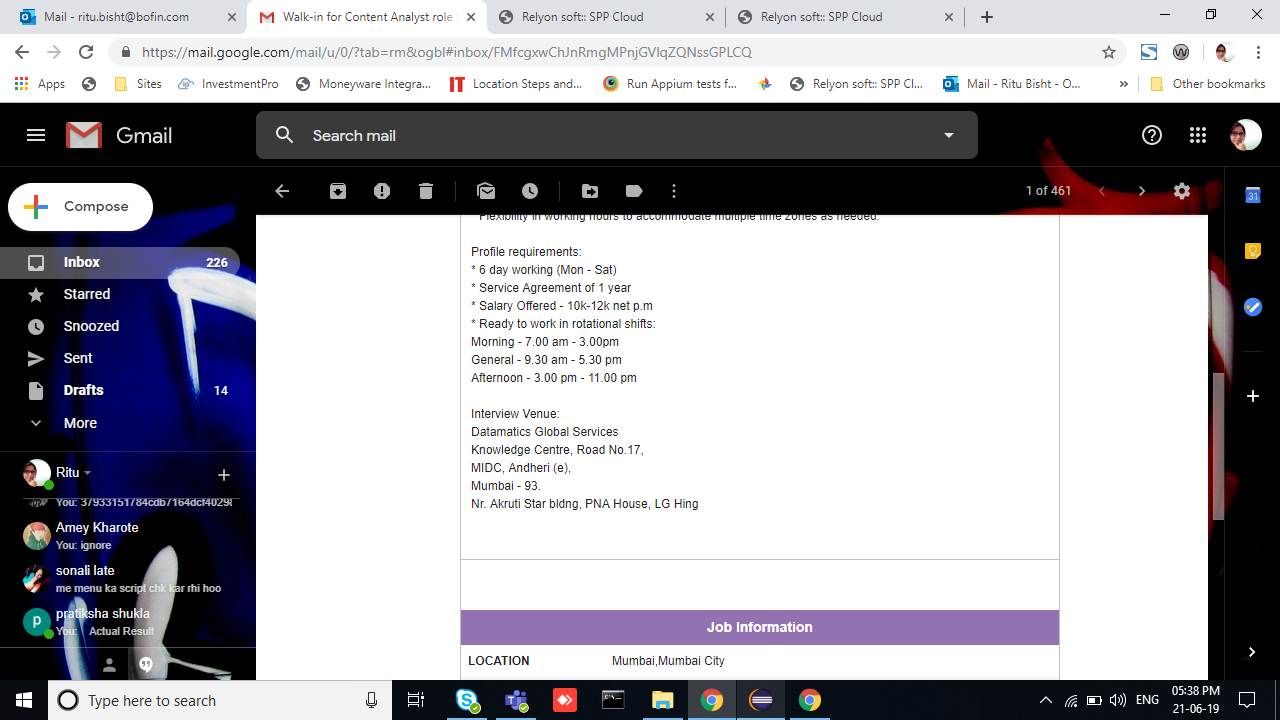 Mail - ritu.bisht@bofin.com
Walk-in for Content Analyst role
Relyon soft:: SPP Cloud
Relyon soft:: SPP Cloud
https://mail.google.com/mail/u/0/?tab=rm&ogbl#inbox/FMfcgxwChJnRmgMPnjGVlqZQNssGPLCQ
Apps
Sites
InvestmentPro
Moneyware Integra...
Location Steps and...
Run Appium tests f...
Relyon soft:: SPP Cl...
Mail - Ritu Bisht - O...
Other bookmarks
Gmail
Search mail
Compose
1 of 461
Inbox 226
Starred
Snoozed
Sent
Drafts 14
More
Ritu
You: 37933151784cdb7164dcf40298
Amey Kharote
You: ignore
sonali late
me menu ka script chk kar rhi hoo
pratiksha shukla
You: Actual Result
* Flexibility in working hours to accommodate multiple time zones as needed.
Profile requirements:
* 6 day working (Mon - Sat)
* Service Agreement of 1 year
* Salary Offered - 10k-12k net p.m
* Ready to work in rotational shifts:
Morning - 7.00 am - 3.00pm
General - 9.30 am - 5.30 pm
Afternoon - 3.00 pm - 11.00 pm
Interview Venue:
Datamatics Global Services
Knowledge Centre, Road No.17,
MIDC, Andheri (e),
Mumbai - 93.
Nr. Akruti Star bldng, PNA House, LG Hing
Job Information
LOCATION Mumbai,Mumbai City
31
Type here to search
ENG
05:38 PM
21-06-19